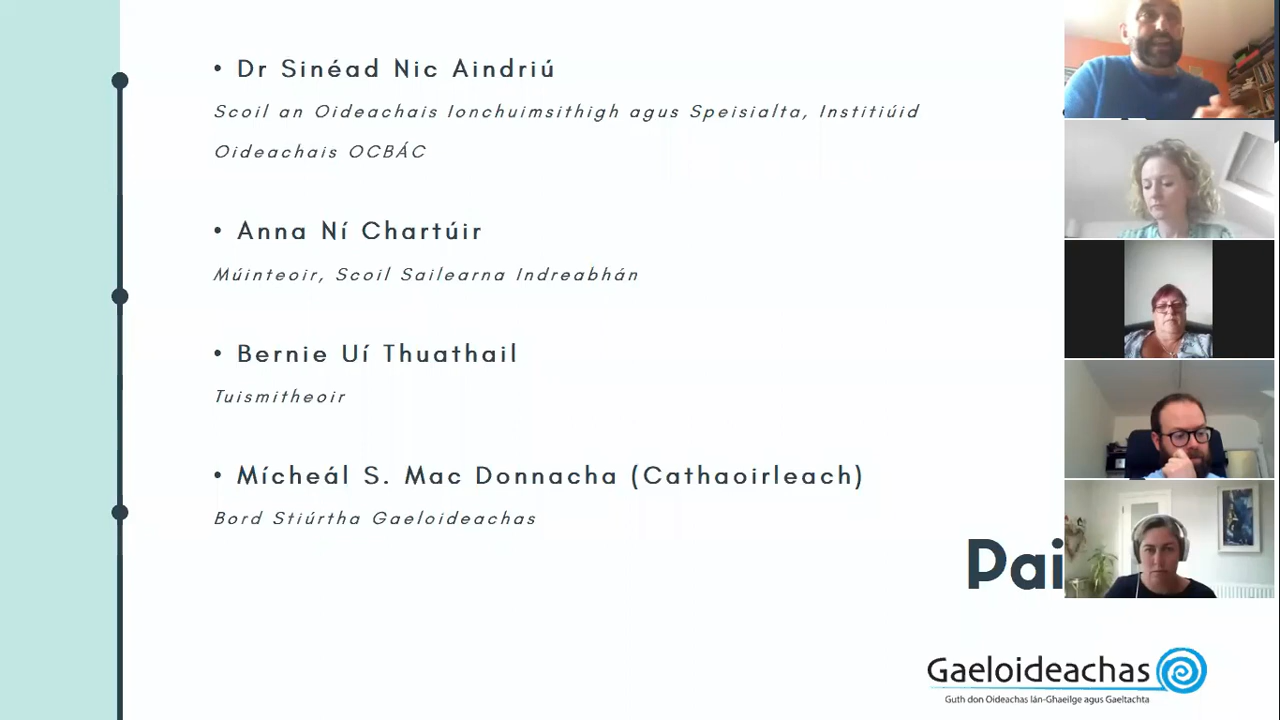 • Dr Sinéad Nic Aindriú
Scoil an Oideachais Ionchuimsithigh agus Speisialta, Institiúid
Oideachais OCBÁC
• Anna Ní Chartúir
Múinteoir, Scoil Sailearna Indreabhán
• Bernie Uí Thuathail
Tuismitheoir
• Mícheál S. Mac Donnacha (Cathaoirleach)
Bord Stiúrtha Gaeloideachas
Pai
Gaeloideachas
Guth don Oideachas lán-Ghaeilge agus Gaeltachta